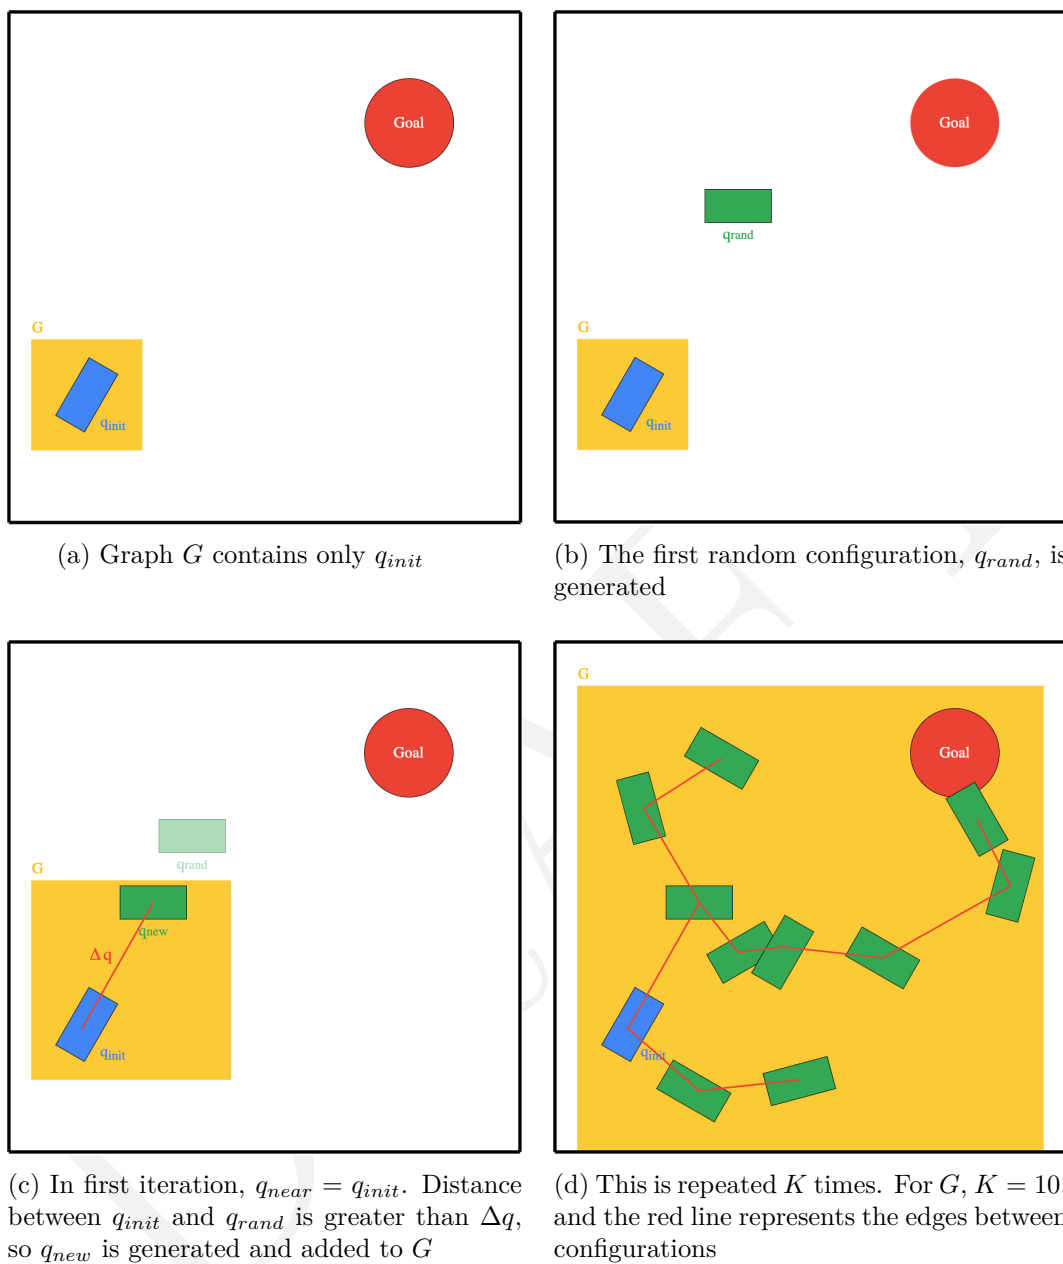 Goal
G
qinit
Goal
qrand
G
qinit
(a) Graph G contains only qinit
(b) The first random configuration, qrand, is
generated
Goal
qrand
G
qnew
Δq
qinit
G
Goal
qinit
(c) In first iteration, qnear = qinit. Distance
between qinit and qrand is greater than Δq,
so qnew is generated and added to G
(d) This is repeated K times. For G, K = 10,
and the red line represents the edges between
configurations